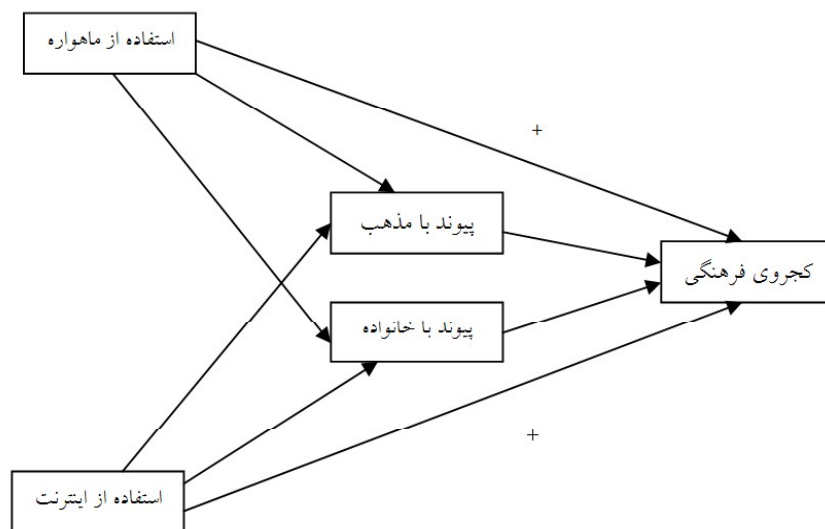 استفاده از ماهواره
+
پیوند با مذهب
کجروی فرهنگی
پیوند با خانواده
+
استفاده از اینترنت